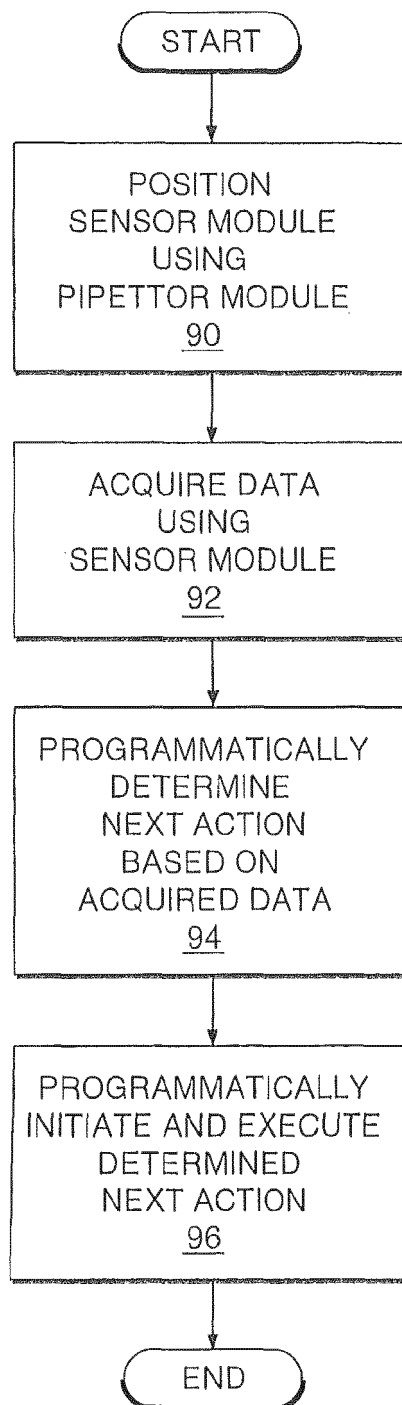 START
POSITION
SENSOR MODULE
USING
PIPETTOR MODULE
90
ACQUIRE DATA
USING
SENSOR MODULE
92
PROGRAMMATICALLY
DETERMINE
NEXT ACTION
BASED ON
ACQUIRED DATA
94
PROGRAMMATICALLY
INITIATE AND EXECUTE
DETERMINED
NEXT ACTION
96
END